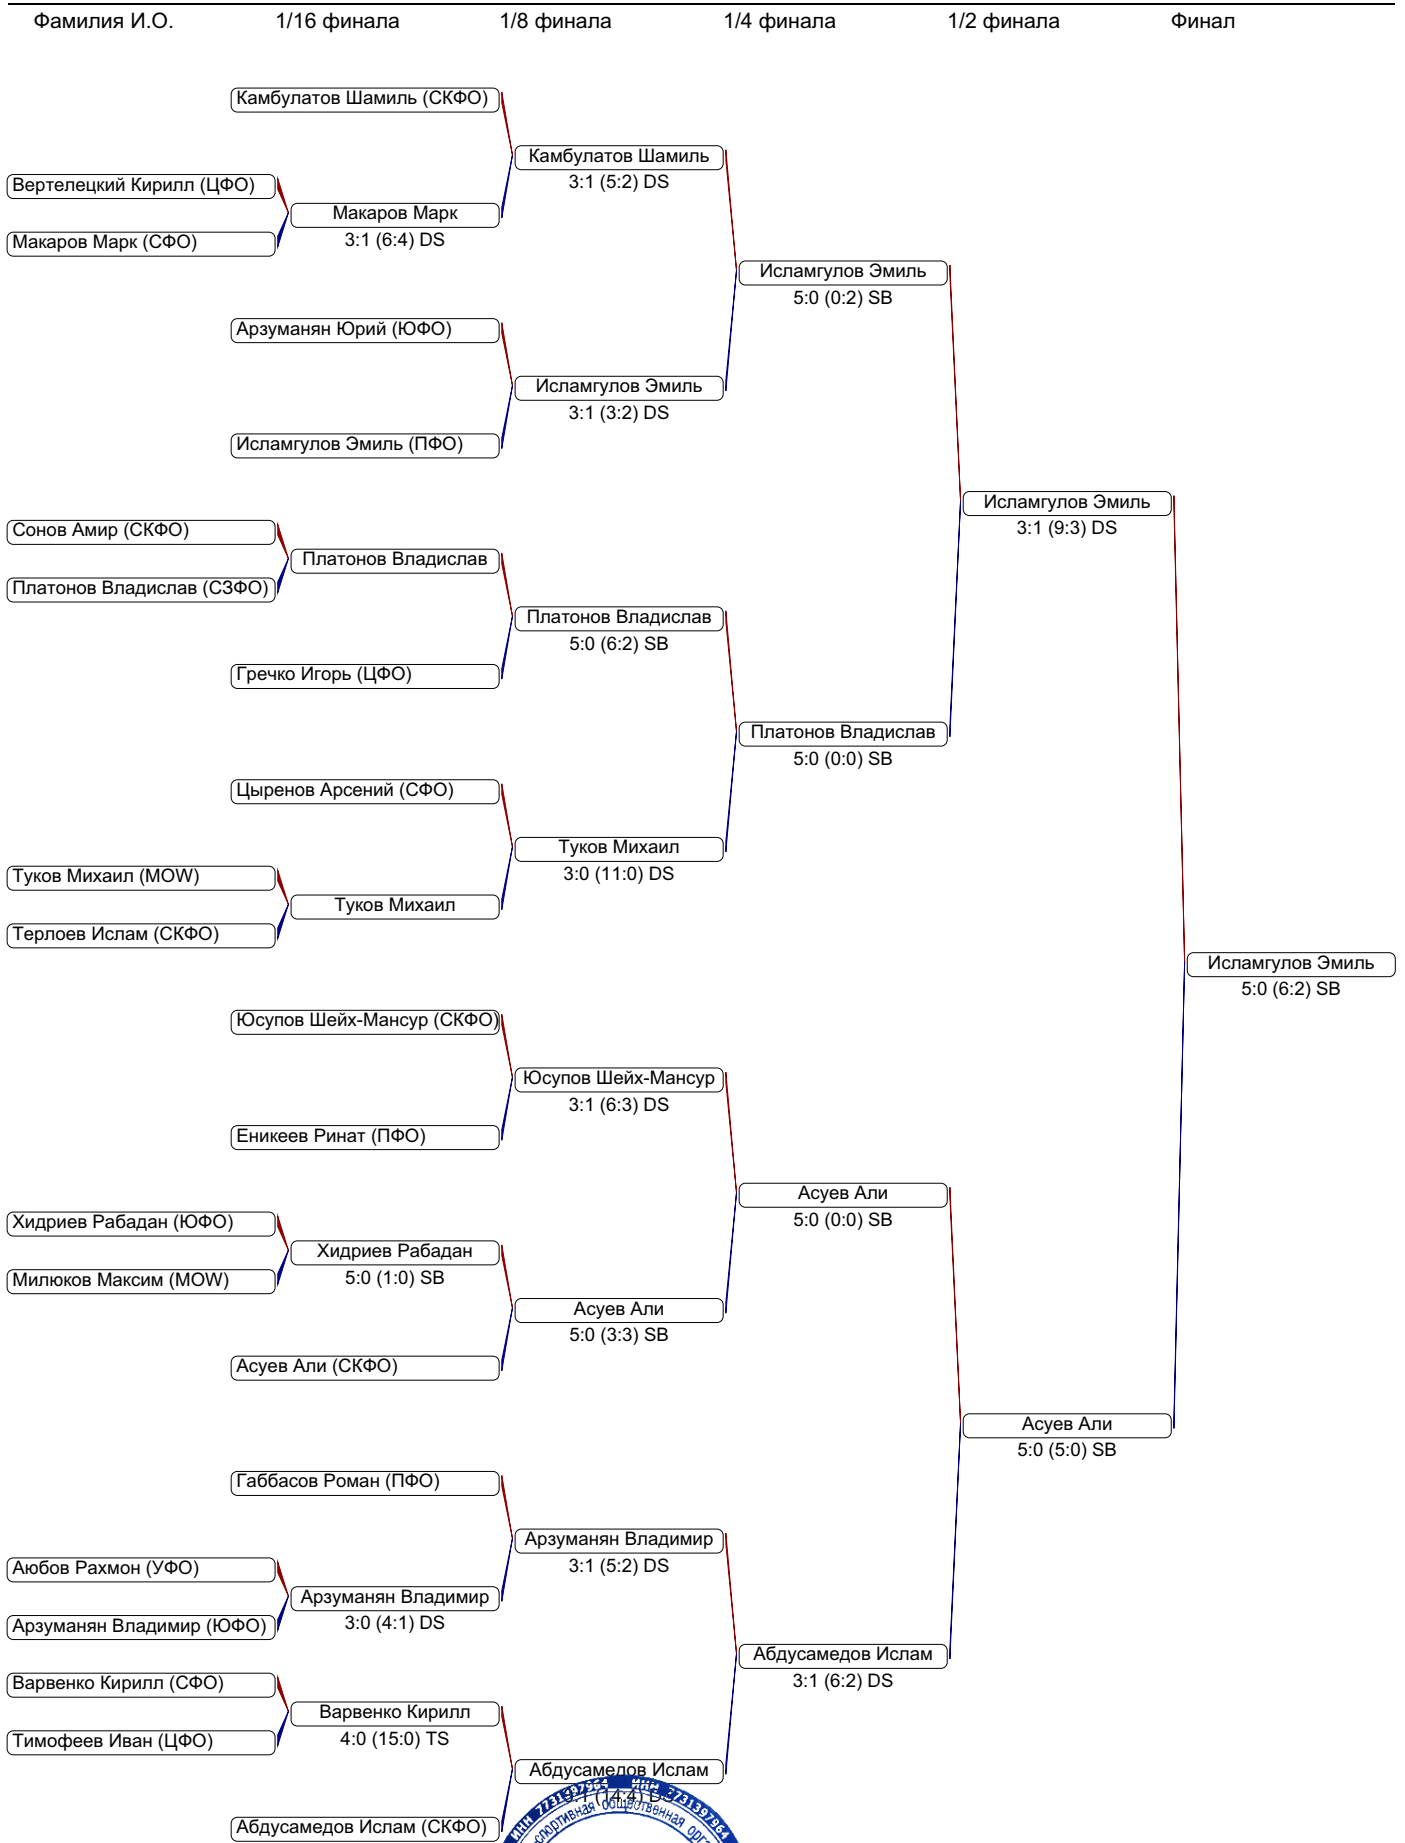 Фамилия И.О. 1/16 финала 1/8 финала 1/4 финала 1/2 финала Финал
Камбулатов Шамиль (СКФО)
Камбулатов Шамиль
Вертелецкий Кирилл (ЦФО)
3:1 (5:2) DS
Макаров Марк
Макаров Марк (СФО)
3:1 (6:4) DS
Исламгулов Эмиль
5:0 (0:2) SB
Арзуманян Юрий (ЮФО)
Исламгулов Эмиль
3:1 (3:2) DS
Исламгулов Эмиль (ПФО)
Исламгулов Эмиль
Сонов Амир (СКФО)
3:1 (9:3) DS
Платонов Владислав
Платонов Владислав (СЗФО)
Платонов Владислав
5:0 (6:2) SB
Гречко Игорь (ЦФО)
Платонов Владислав
5:0 (0:0) SB
Цыренов Арсений (СФО)
Туков Михаил
Туков Михаил (MOW)
3:0 (11:0) DS
Туков Михаил
Терлоев Ислам (СКФО)
Исламгулов Эмиль
5:0 (6:2) SB
Юсупов Шейх-Мансур (СКФО)
Юсупов Шейх-Мансур
3:1 (6:3) DS
Еникеев Ринат (ПФО)
Асуев Али
Хидриев Рабадан (ЮФО)
5:0 (0:0) SB
Хидриев Рабадан
Милюков Максим (MOW)
5:0 (1:0) SB
Асуев Али
5:0 (3:3) SB
Асуев Али (СКФО)
Асуев Али
5:0 (5:0) SB
Габбасов Роман (ПФО)
Арзуманян Владимир
Аюбов Рахмон (УФО)
3:1 (5:2) DS
Арзуманян Владимир
Арзуманян Владимир (ЮФО)
3:0 (4:1) DS
Абдусамедов Ислам
Варвенко Кирилл (СФО)
3:1 (6:2) DS
Варвенко Кирилл
Тимофеев Иван (ЦФО)
4:0 (15:0) TS
Абдусамедов Ислам
(14:4)
ИНН 7731397964 ИНН 7731397964
спортивная общественная
Абдусамедов Ислам (СКФО)